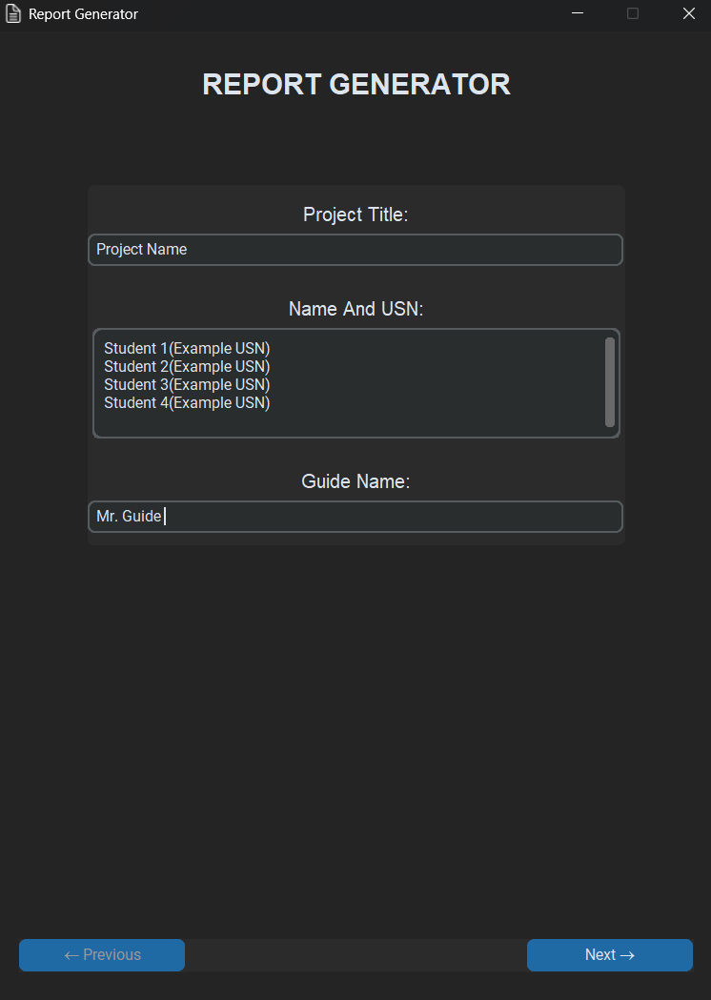 Report Generator
REPORT GENERATOR
Project Title:
Project Name
Name And USN:
Student 1(Example USN)
Student 2(Example USN)
Student 3(Example USN)
Student 4(Example USN)
Guide Name:
Mr. Guide
← Previous
Next →